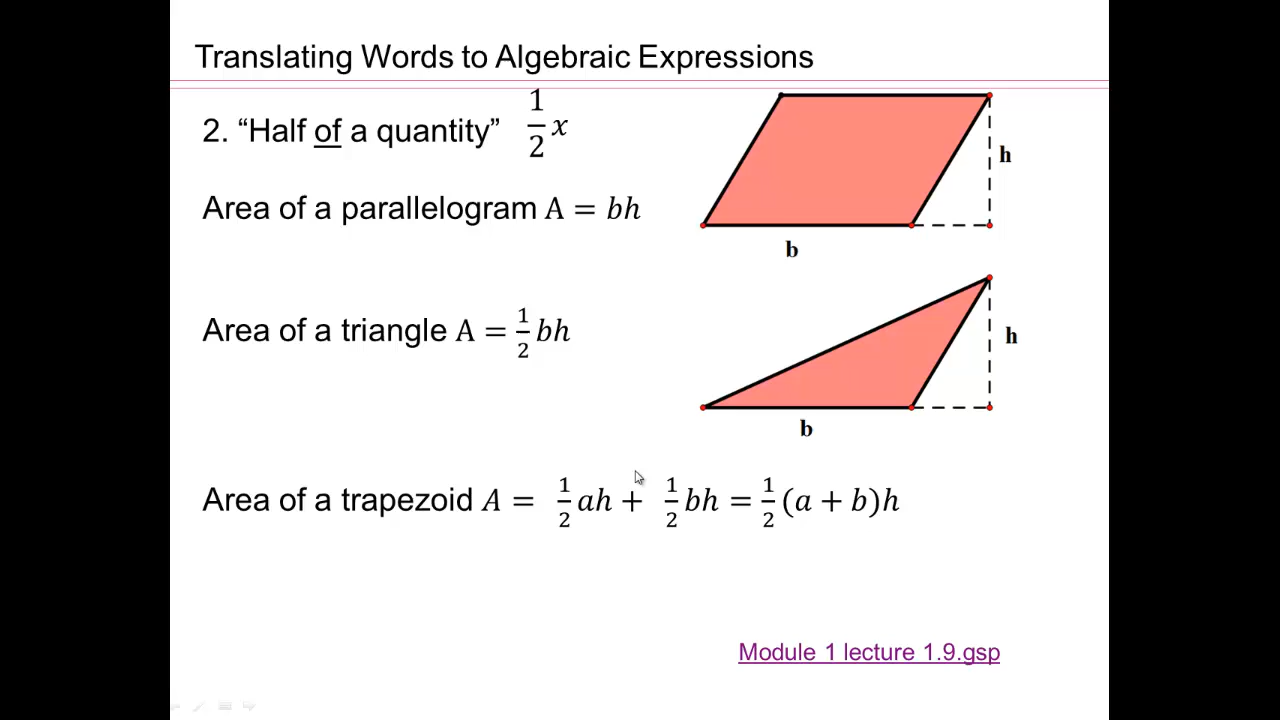 Translating Words to Algebraic Expressions
2. “Half of a quantity” 1/2 x
h
Area of a parallelogram A = bh
b
Area of a triangle A = 1/2 bh
h
b
Area of a trapezoid A = 1/2 ah + 1/2 bh = 1/2 (a + b)h
Module 1 lecture 1.9.gsp